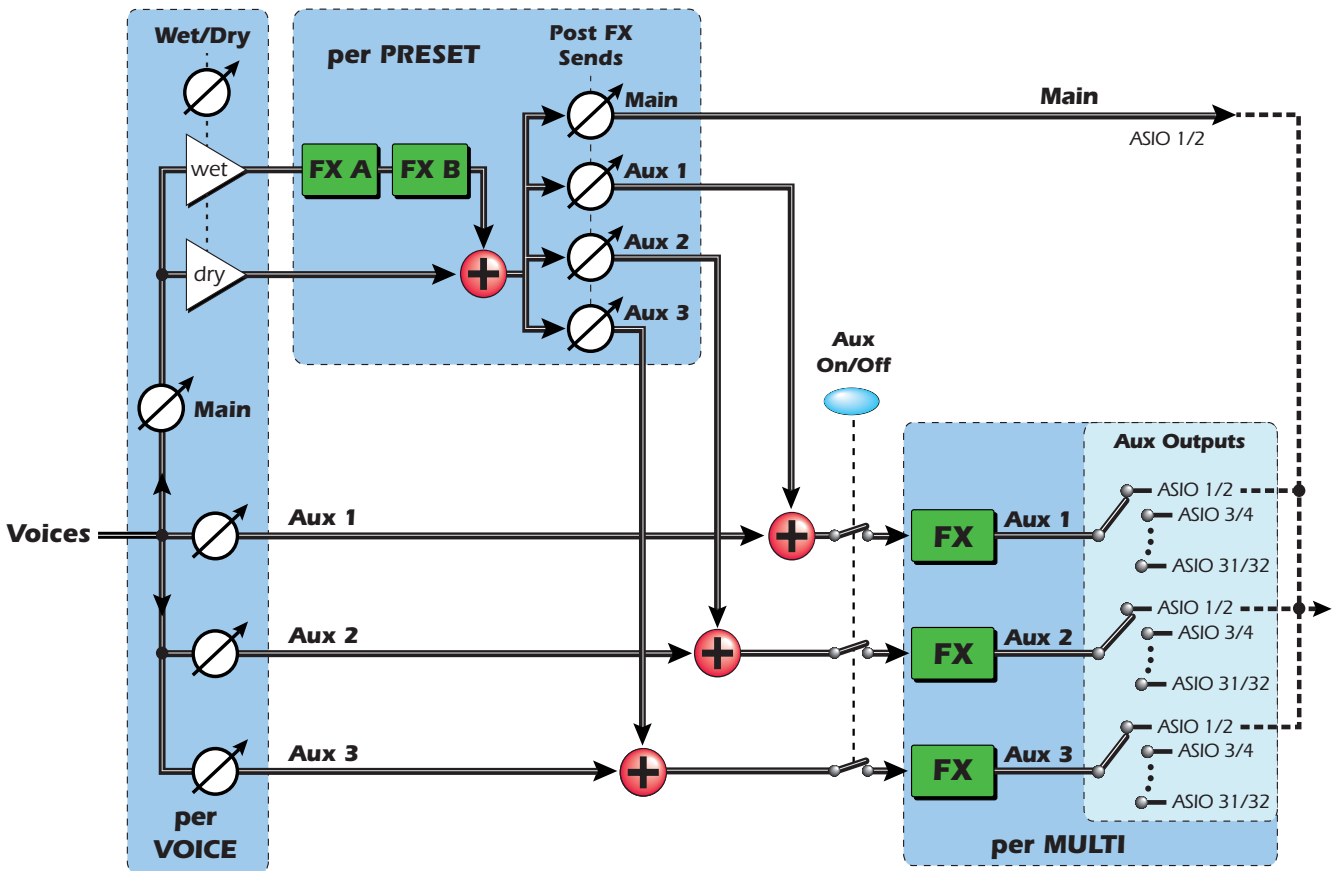 Wet/Dry
per PRESET
Post FX
Sends
Main
Main
ASIO 1/2
wet
FX A
FX B
Aux 1
Aux 2
dry
Aux 3
Aux
On/Off
Main
Aux Outputs
Voices
Aux 1
FX
Aux 1
ASIO 1/2
ASIO 3/4
ASIO 31/32
Aux 2
FX
Aux 2
ASIO 1/2
ASIO 3/4
ASIO 31/32
Aux 3
FX
Aux 3
ASIO 1/2
ASIO 3/4
ASIO 31/32
per
VOICE
per MULTI